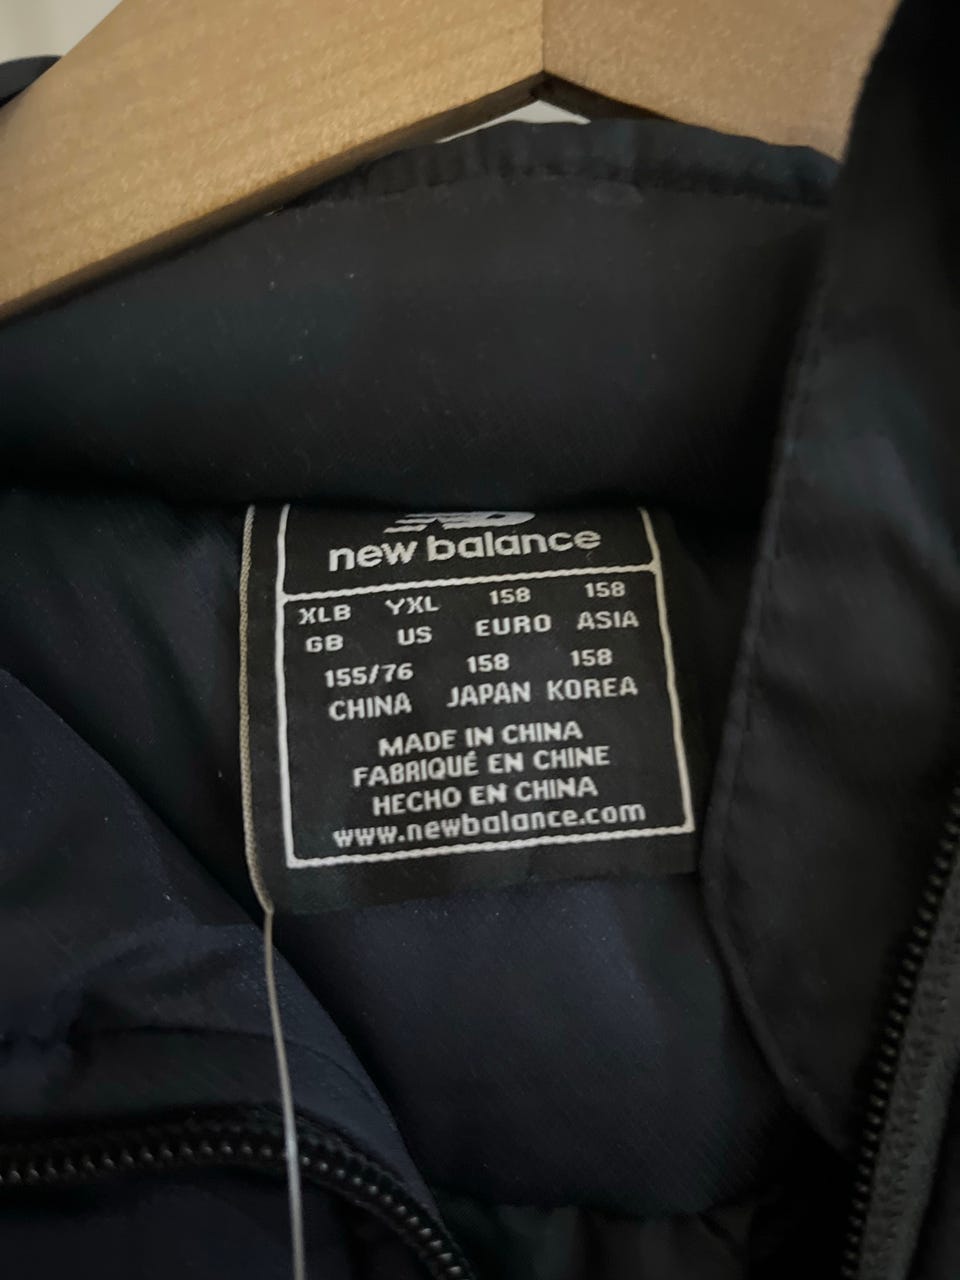 new balance
XLB YXL 158 158
GB US EURO ASIA
155/76 158 158
CHINA JAPAN KOREA
MADE IN CHINA
FABRIQUÉ EN CHINE
HECHO EN CHINA
www.newbalance.com